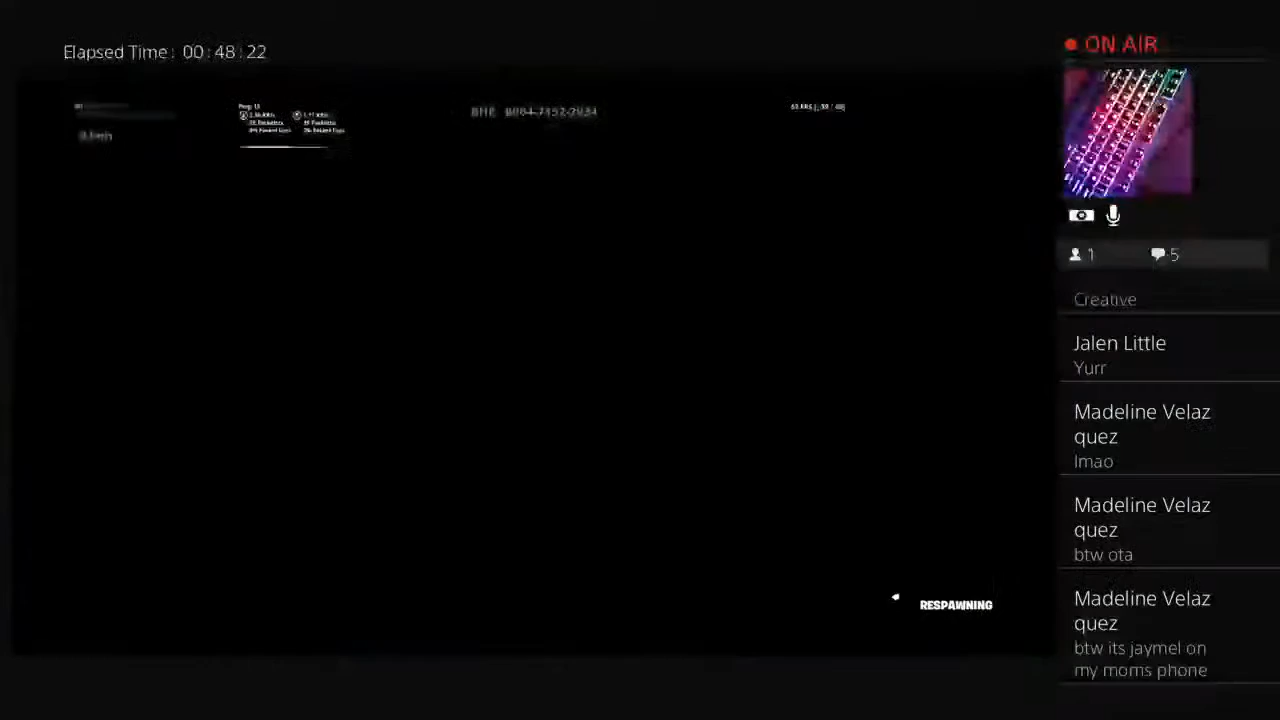 Elapsed Time: 00:48:22
ON AIR
1
5
Creative
Jalen Little
Yurr
Madeline Velaz
quez
lmao
Madeline Velaz
quez
btw ota
Madeline Velaz
quez
btw its jaymel on
my moms phone
RESPAWNING